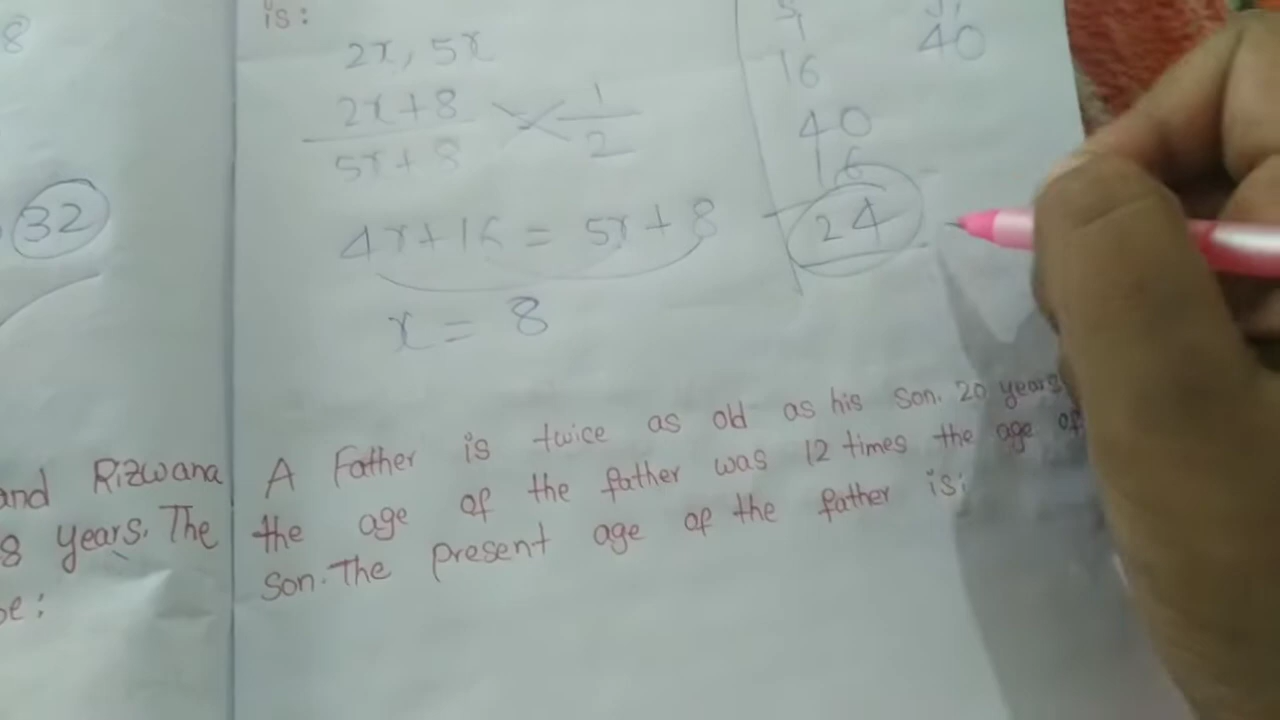 8
32
and Rizwana
8 years. The
be:
is:
2x, 5x
2x+8 1
5x+8 2
4x+16 = 5x+8
x = 8
16 40
40
16
24
A Father is twice as old as his son. 20 years
the age of the father was 12 times the age of
son. The present age of the father is: